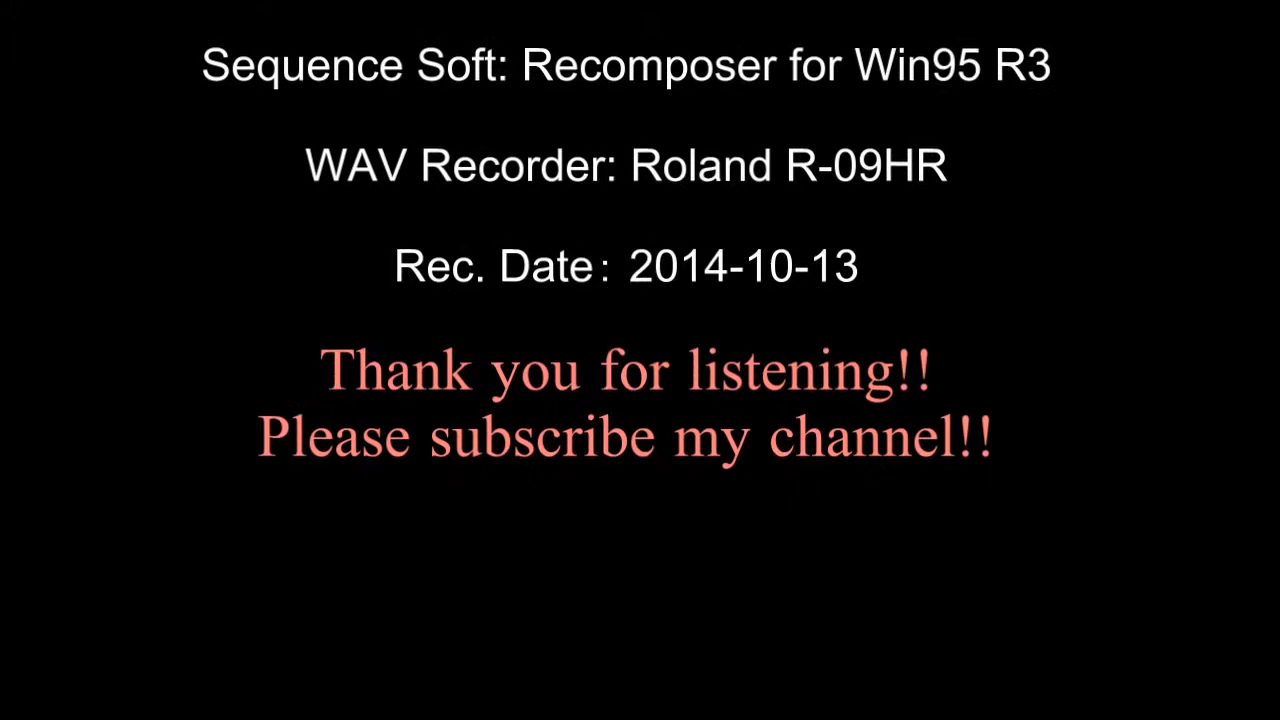 Sequence Soft: Recomposer for Win95 R3
WAV Recorder: Roland R-09HR
Rec. Date： 2014-10-13
Thank you for listening!!
Please subscribe my channel!!